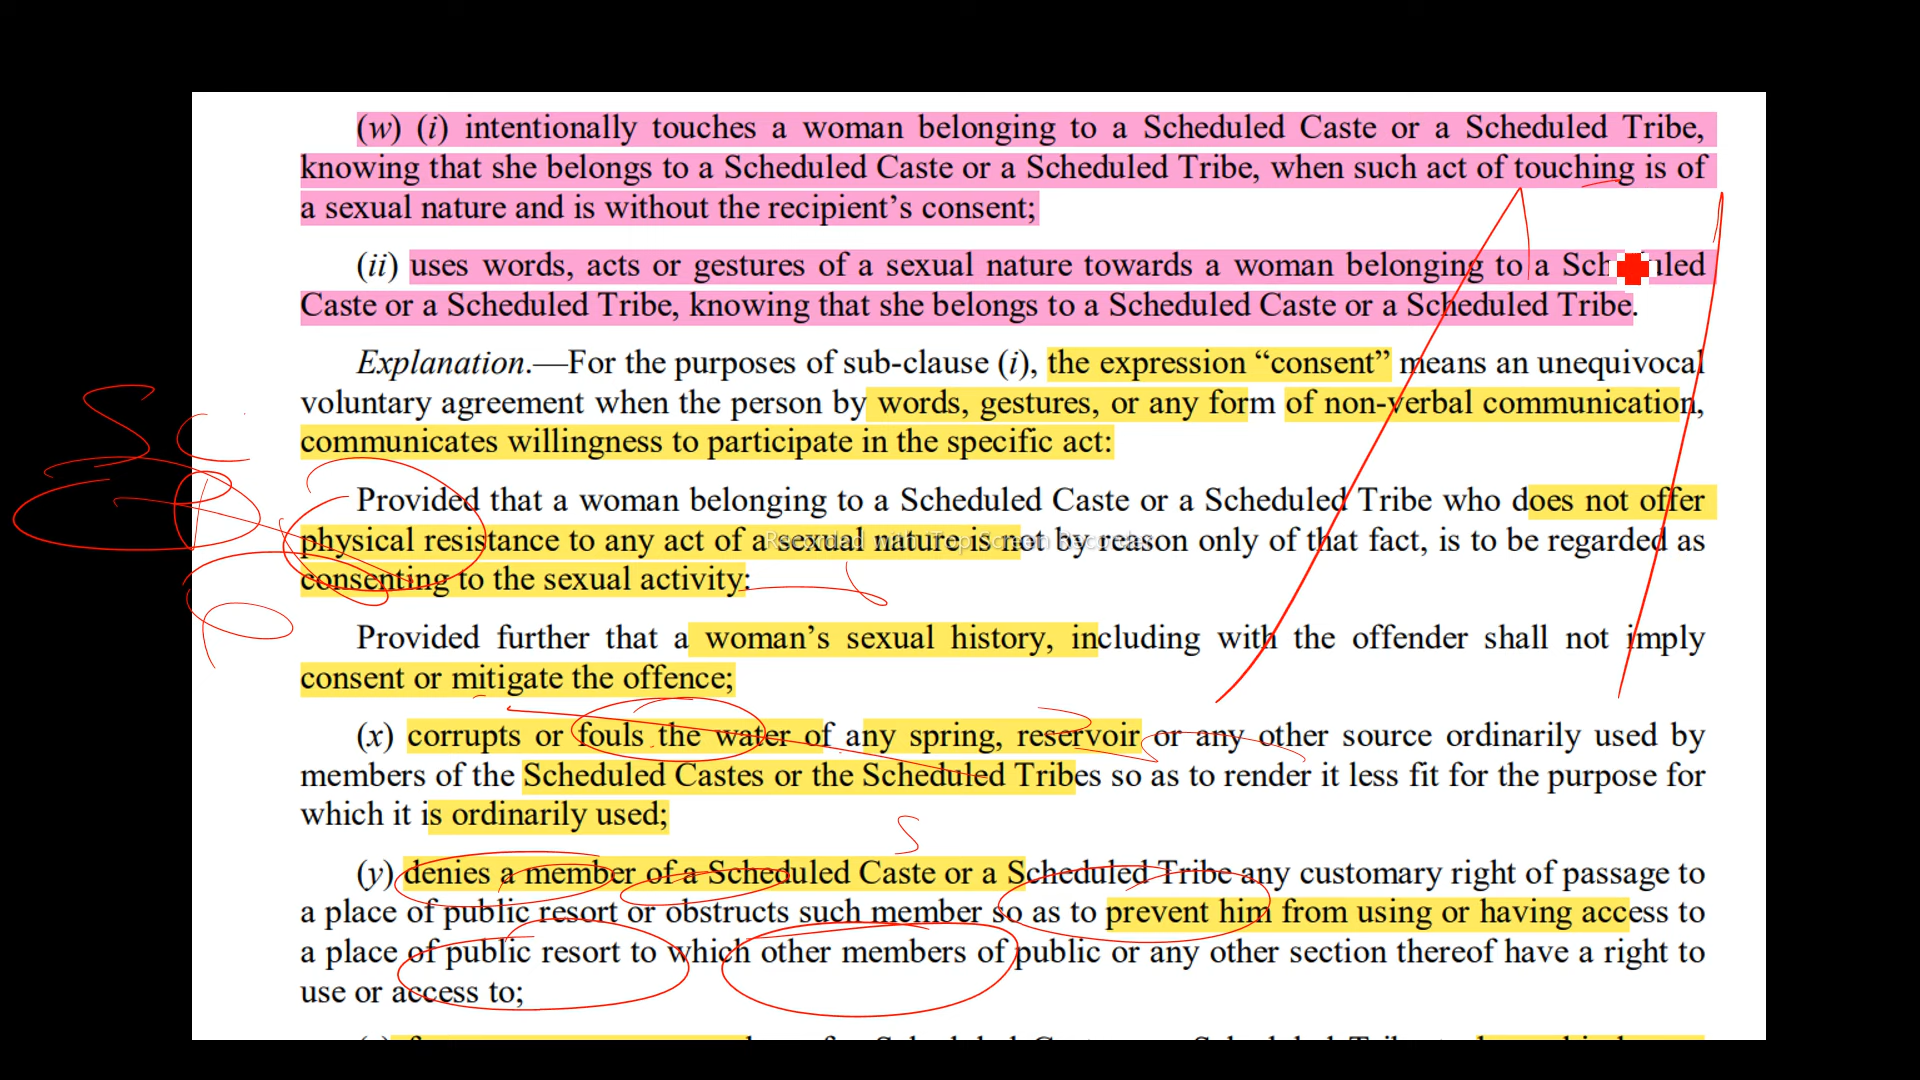 (w) (i) intentionally touches a woman belonging to a Scheduled Caste or a Scheduled Tribe,
knowing that she belongs to a Scheduled Caste or a Scheduled Tribe, when such act of touching is of
a sexual nature and is without the recipient’s consent;
(ii) uses words, acts or gestures of a sexual nature towards a woman belonging to a Scheduled
Caste or a Scheduled Tribe, knowing that she belongs to a Scheduled Caste or a Scheduled Tribe.
Explanation.—For the purposes of sub-clause (i), the expression “consent” means an unequivocal
voluntary agreement when the person by words, gestures, or any form of non-verbal communication,
communicates willingness to participate in the specific act:
Provided that a woman belonging to a Scheduled Caste or a Scheduled Tribe who does not offer
physical resistance to any act of a sexual nature is not by reason only of that fact, is to be regarded as
consenting to the sexual activity:
Provided further that a woman’s sexual history, including with the offender shall not imply
consent or mitigate the offence;
(x) corrupts or fouls the water of any spring, reservoir or any other source ordinarily used by
members of the Scheduled Castes or the Scheduled Tribes so as to render it less fit for the purpose for
which it is ordinarily used;
(y) denies a member of a Scheduled Caste or a Scheduled Tribe any customary right of passage to
a place of public resort or obstructs such member so as to prevent him from using or having access to
a place of public resort to which other members of public or any other section thereof have a right to
use or access to;